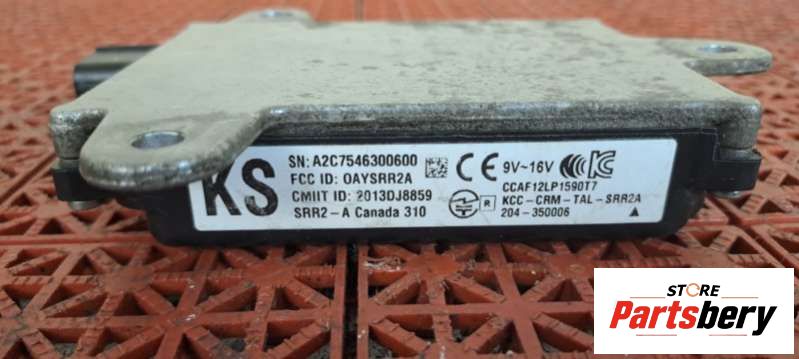 KS
SN: A2C7546300600
FCC ID: OAYSRR2A
CMIIT ID: 2013DJ8859
SRR2-A Canada 310
CE 9V~16V
CCAF12LP1590T7
R KCC-CRM-TAL-SRR2A
204-350006
STORE
Partsbery